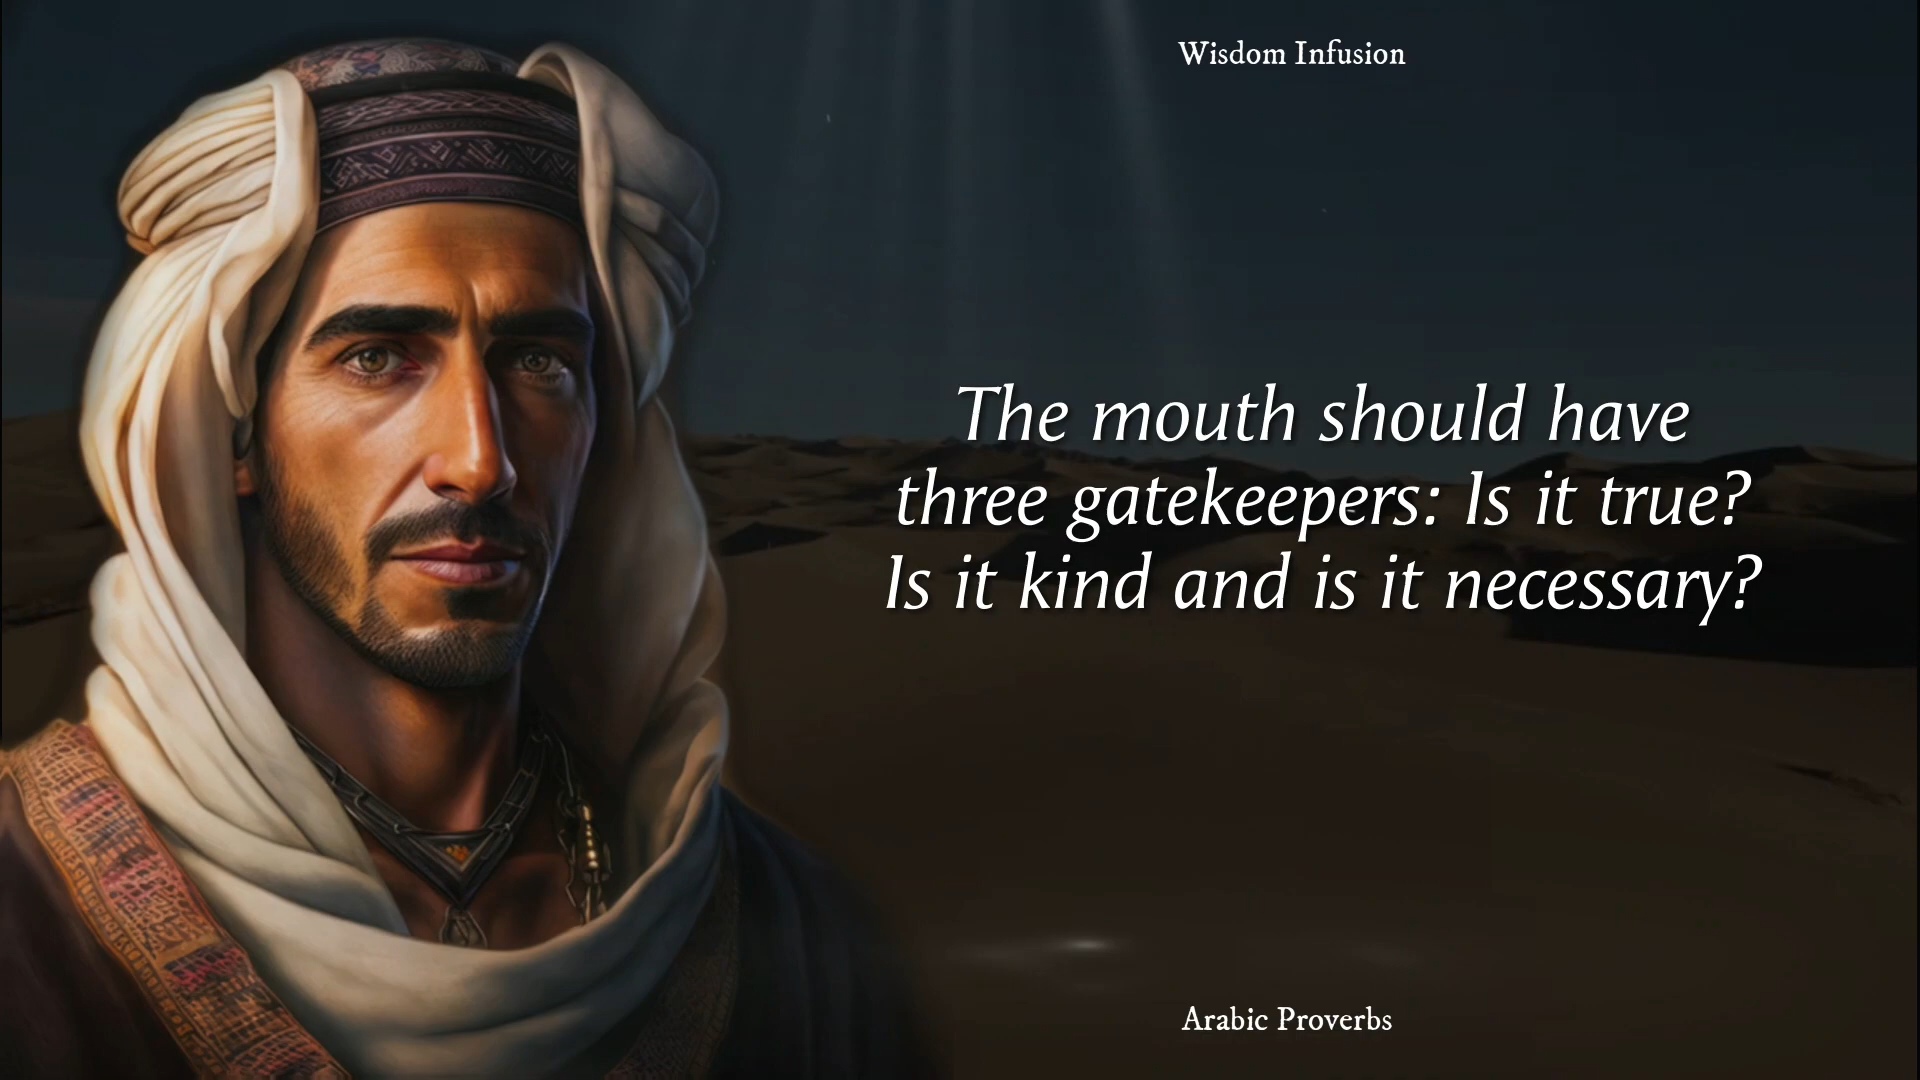 Wisdom Infusion
The mouth should have
three gatekeepers: Is it true?
Is it kind and is it necessary?
Arabic Proverbs